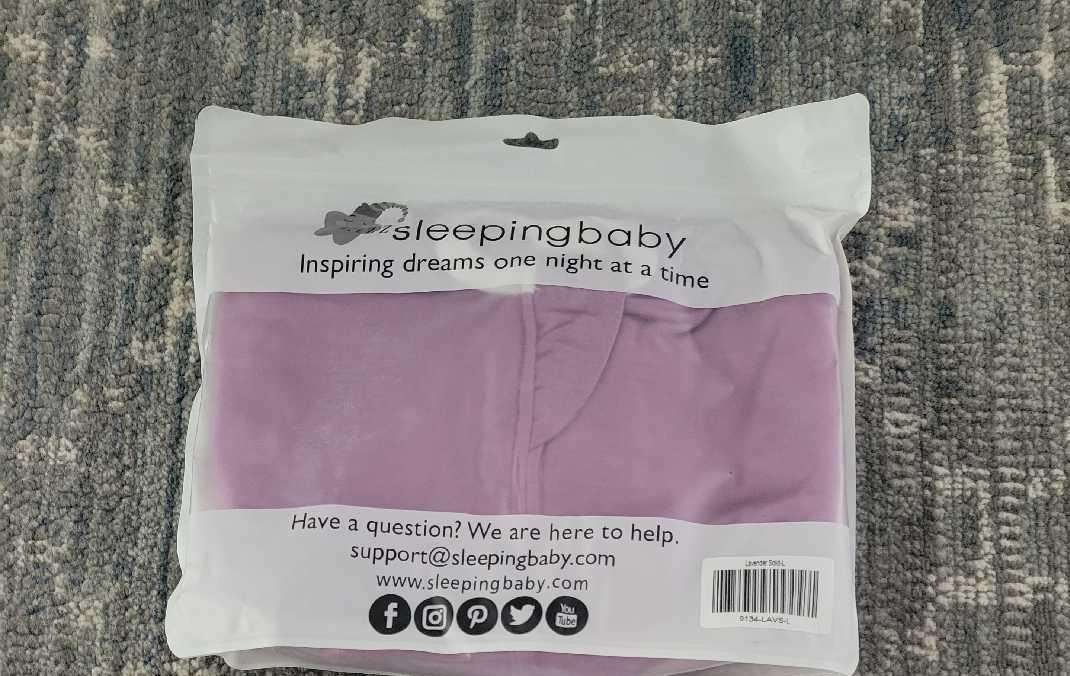 sleepingbaby
Inspiring dreams one night at a time
Have a question? We are here to help.
support@sleepingbaby.com
www.sleepingbaby.com
You
Tube
Lavender Solid-L
9134-LAVS-L